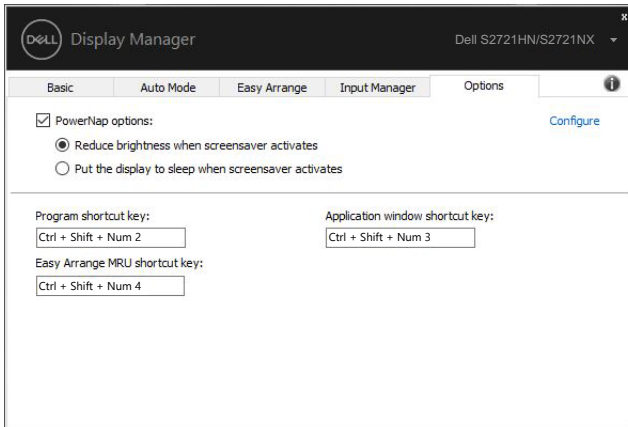 x
DELL Display Manager
Dell S2721HN/S2721NX
Basic Auto Mode Easy Arrange Input Manager Options i
PowerNap options: Configure
Reduce brightness when screensaver activates
Put the display to sleep when screensaver activates
Program shortcut key: Application window shortcut key:
Ctrl + Shift + Num 2 Ctrl + Shift + Num 3
Easy Arrange MRU shortcut key:
Ctrl + Shift + Num 4